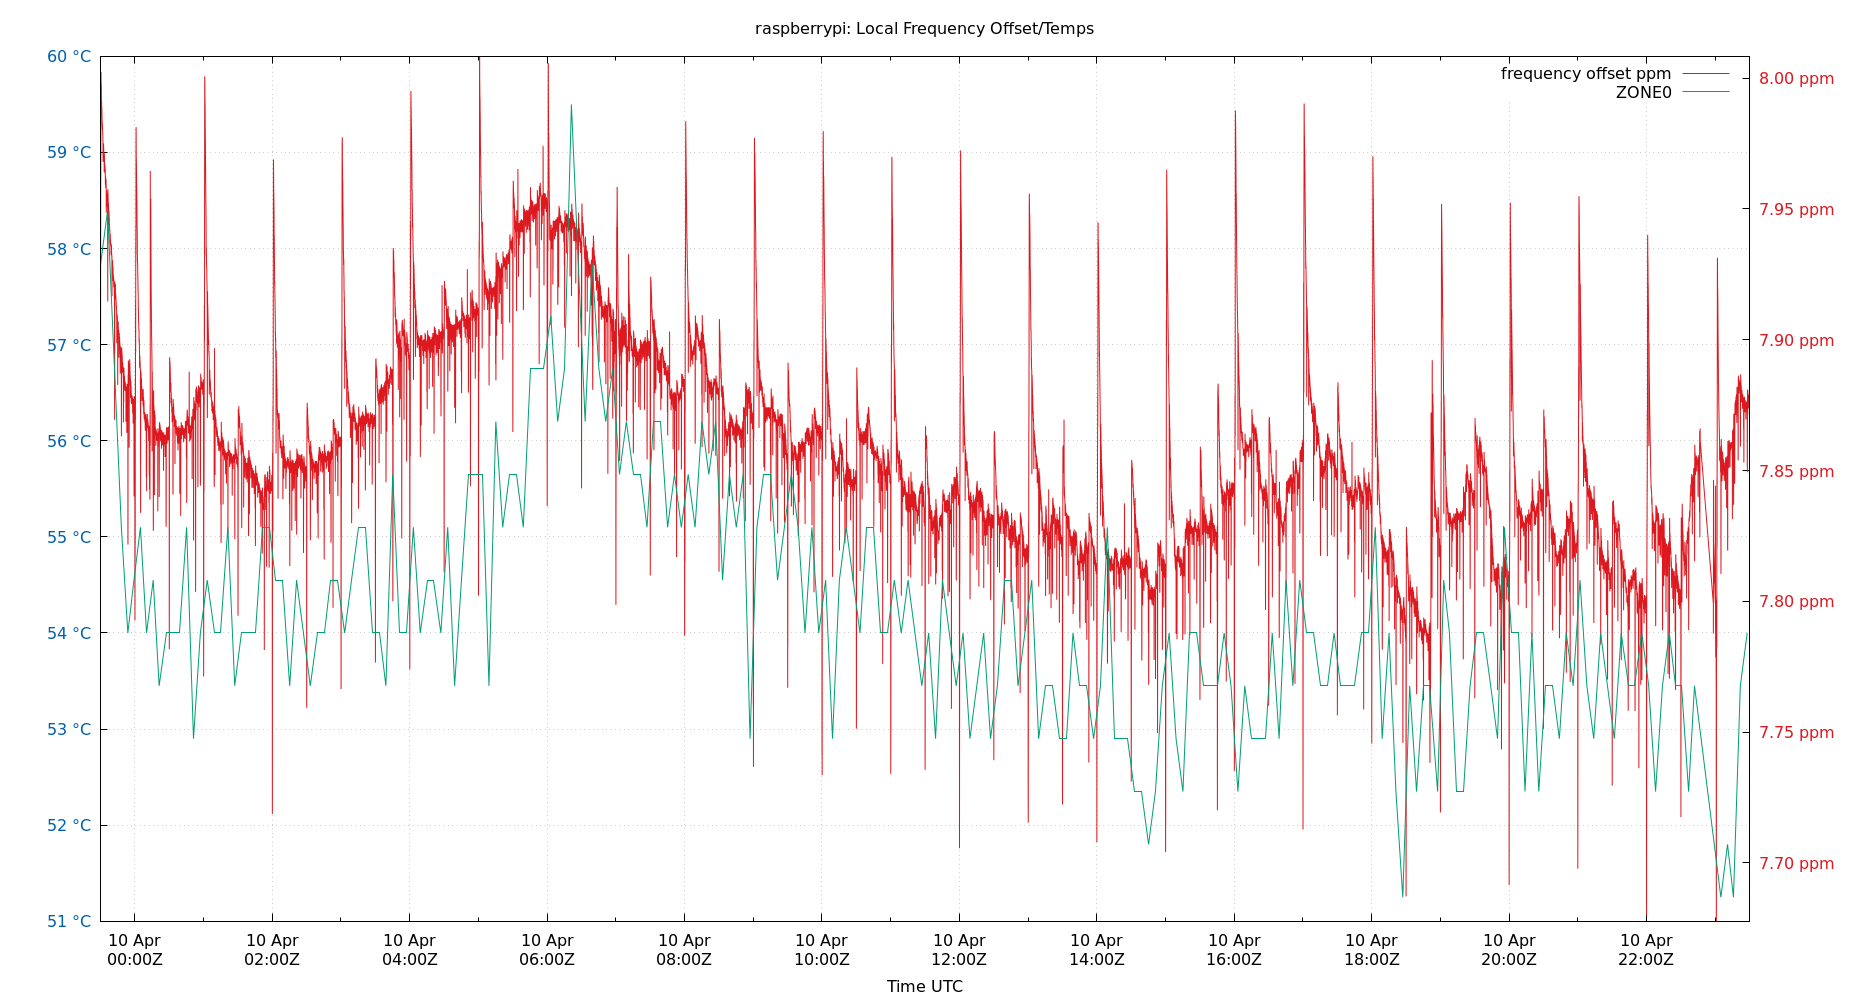 raspberrypi: Local Frequency Offset/Temps
frequency offset ppm
ZONE0
60 °C
59 °C
58 °C
57 °C
56 °C
55 °C
54 °C
53 °C
52 °C
51 °C
8.00 ppm
7.95 ppm
7.90 ppm
7.85 ppm
7.80 ppm
7.75 ppm
7.70 ppm
10 Apr
00:00Z
10 Apr
02:00Z
10 Apr
04:00Z
10 Apr
06:00Z
10 Apr
08:00Z
10 Apr
10:00Z
10 Apr
12:00Z
10 Apr
14:00Z
10 Apr
16:00Z
10 Apr
18:00Z
10 Apr
20:00Z
10 Apr
22:00Z
Time UTC